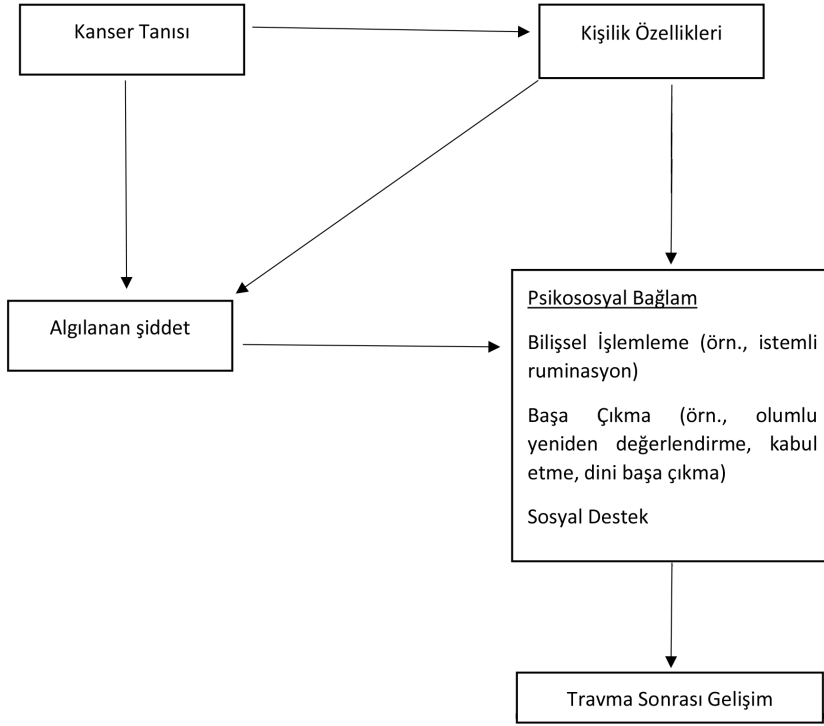 Kanser Tanısı
Kişilik Özellikleri
Algılanan şiddet
Psikososyal Bağlam
Bilişsel İşlemleme (örn., istemli
ruminasyon)
Başa Çıkma (örn., olumlu
yeniden değerlendirme, kabul
etme, dini başa çıkma)
Sosyal Destek
Travma Sonrası Gelişim